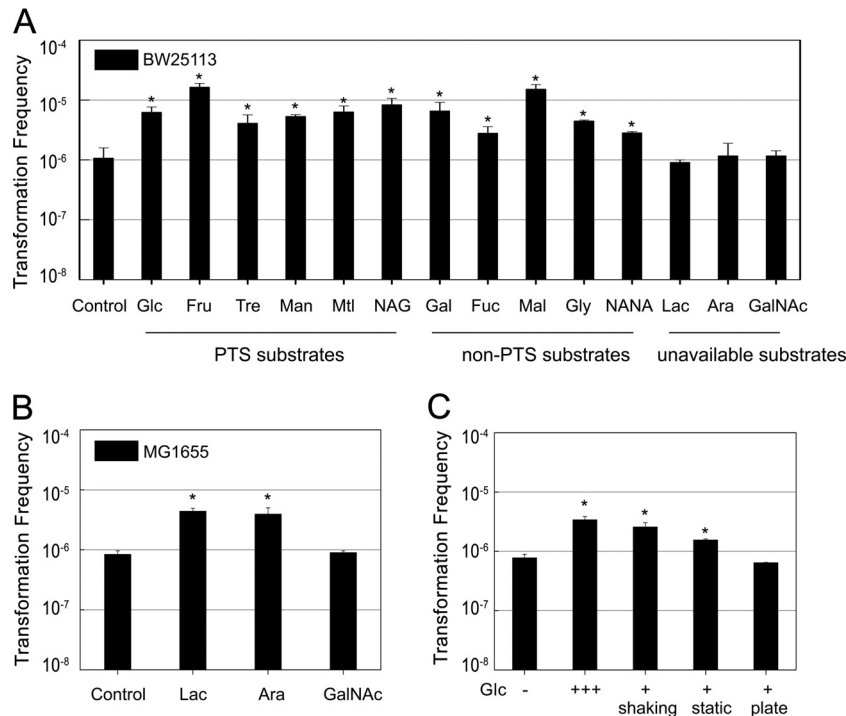 A
Transformation Frequency
10-4
10-5
10-6
10-7
10-8
BW25113
* * * * * * * * * * *
Control Glc Fru Tre Man Mtl NAG Gal Fuc Mal Gly NANA Lac Ara GalNAc
PTS substrates non-PTS substrates unavailable substrates
B
Transformation Frequency
10-4
10-5
10-6
10-7
10-8
MG1655
* *
Control Lac Ara GalNAc
C
Transformation Frequency
10-4
10-5
10-6
10-7
10-8
* * *
Glc - +++ + + +
shaking static plate